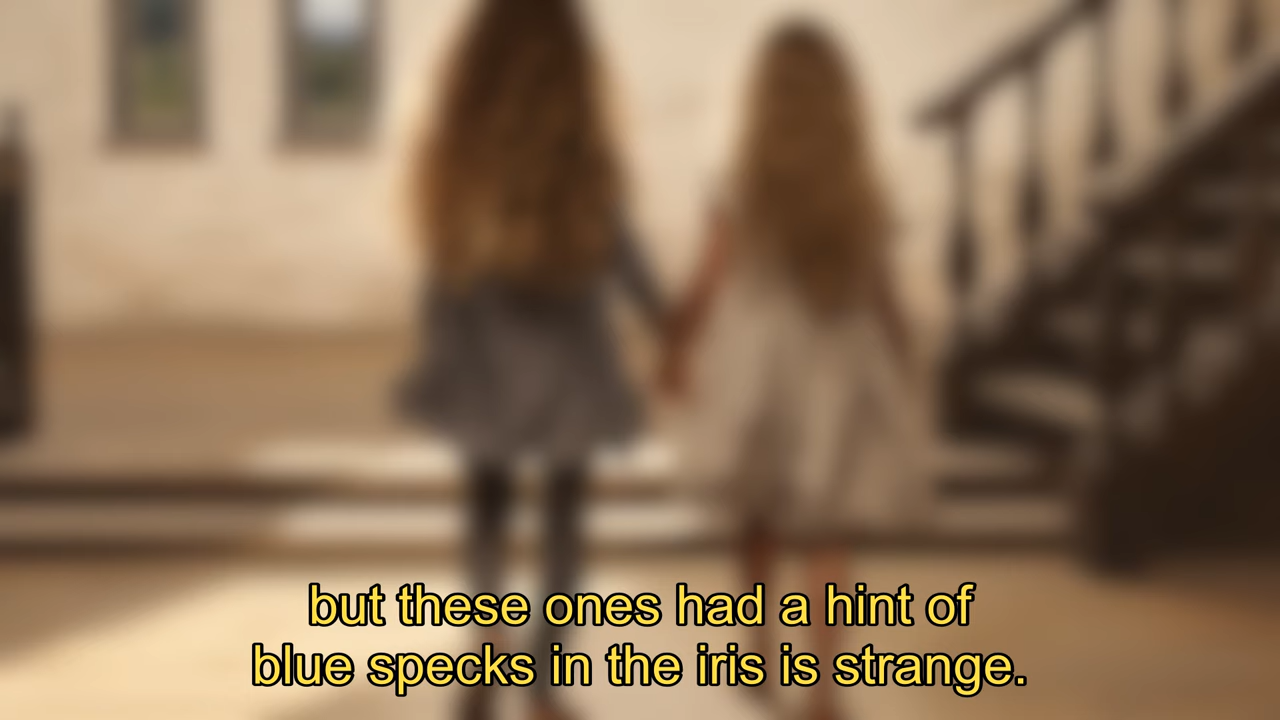 but these ones had a hint of
blue specks in the iris is strange.